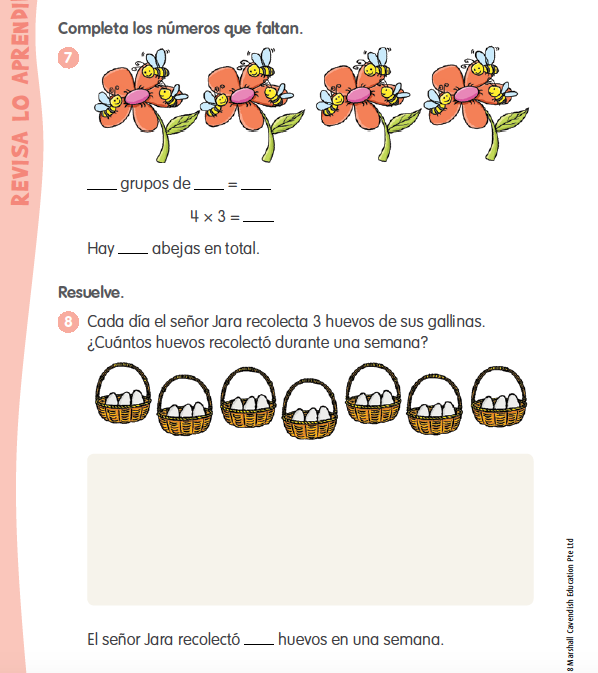 REVISA LO APRENDI
Completa los números que faltan.
7
____ grupos de ____ = ____
4 × 3 = ____
Hay ____ abejas en total.
Resuelve.
8 Cada día el señor Jara recolecta 3 huevos de sus gallinas.
¿Cuántos huevos recolectó durante una semana?
El señor Jara recolectó ____ huevos en una semana.
8 Marshall Cavendish Education Pte Ltd